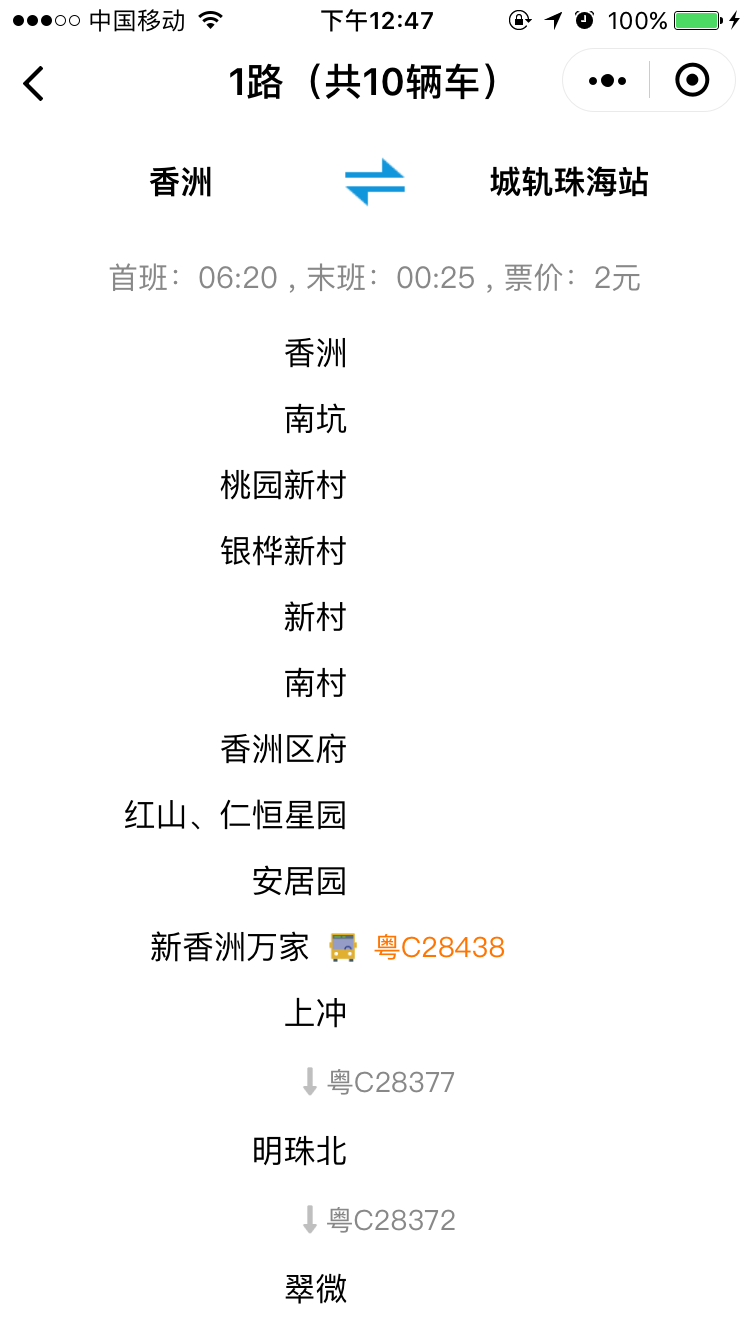 中国移动 下午12:47 100%
1路（共10辆车）
香洲 城轨珠海站
首班：06:20 , 末班：00:25 , 票价：2元
香洲
南坑
桃园新村
银桦新村
新村
南村
香洲区府
红山、仁恒星园
安居园
新香洲万家 粤C28438
上冲
粤C28377
明珠北
粤C28372
翠微